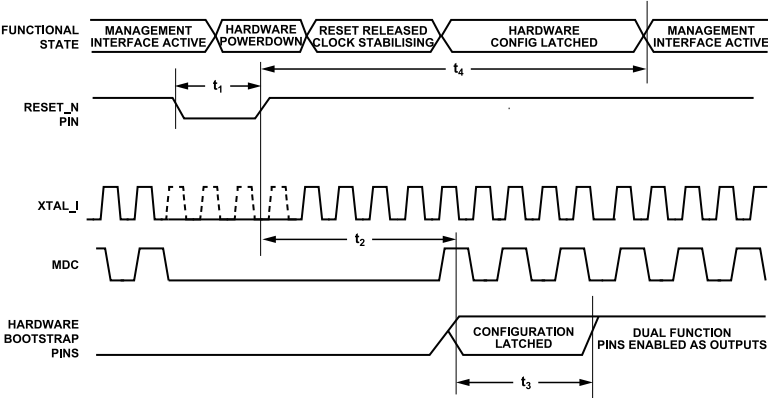 FUNCTIONAL STATE
MANAGEMENT INTERFACE ACTIVE
HARDWARE POWERDOWN
RESET RELEASED CLOCK STABILISING
HARDWARE CONFIG LATCHED
MANAGEMENT INTERFACE ACTIVE
t1
t4
RESET_N PIN
XTAL_I
t2
MDC
HARDWARE BOOTSTRAP PINS
CONFIGURATION LATCHED
DUAL FUNCTION PINS ENABLED AS OUTPUTS
t3